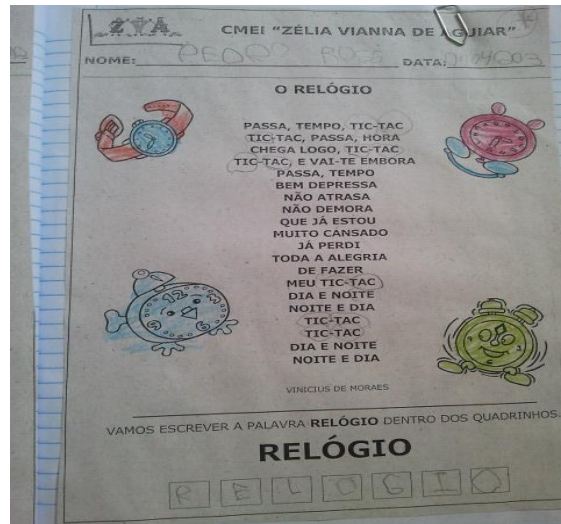 ZVA
CMEI "ZÉLIA VIANNA DE AGUIAR"
NOME: PEDRO DATA:
O RELÓGIO
PASSA, TEMPO, TIC-TAC
TIC-TAC, PASSA, HORA
CHEGA LOGO, TIC-TAC
TIC-TAC, E VAI-TE EMBORA
PASSA, TEMPO
BEM DEPRESSA
NÃO ATRASA
NÃO DEMORA
QUE JÁ ESTOU
MUITO CANSADO
JÁ PERDI
TODA A ALEGRIA
DE FAZER
MEU TIC-TAC
DIA E NOITE
NOITE E DIA
TIC-TAC
TIC-TAC
DIA E NOITE
NOITE E DIA
VINICIUS DE MORAES
VAMOS ESCREVER A PALAVRA RELÓGIO DENTRO DOS QUADRINHOS.
RELÓGIO
R E L O G I O